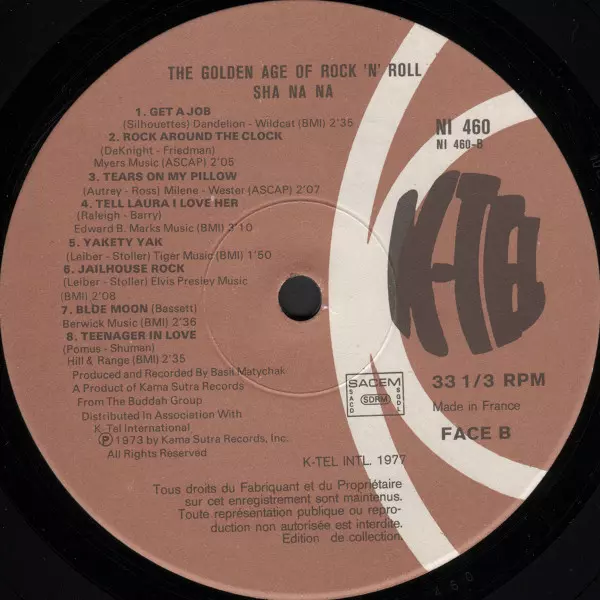 THE GOLDEN AGE OF ROCK 'N' ROLL
SHA NA NA
1. GET A JOB
(Silhouettes) Dandelion - Wildcat (BMI) 2'35
2. ROCK AROUND THE CLOCK
(DeKnight - Friedman)
Myers Music (ASCAP) 2'05
3. TEARS ON MY PILLOW
(Autrey - Ross) Milene - Wester (ASCAP) 2'07
4. TELL LAURA I LOVE HER
(Raleigh - Barry)
Edward B. Marks Music (BMI) 3'10
5. YAKETY YAK
(Leiber - Stoller) Tiger Music (BMI) 1'50
6. JAILHOUSE ROCK
(Leiber - Stoller) Elvis Presley Music
(BMI) 2'08
7. BLUE MOON (Bassett)
Berwick Music (BMI) 2'36
8. TEENAGER IN LOVE
(Pomus - Shuman)
Hill & Range (BMI) 2'35
Produced and Recorded by Basil Matychak
A Product of Kama Sutra Records
From The Buddah Group
Distributed In Association With
K-Tel International
Ⓟ 1973 by Kama Sutra Records, Inc.
All Rights Reserved
NI 460
NI 460-B
K-TEL
SACEM
SACD
SDRM
SGDL
33 1/3 RPM
Made in France
FACE B
K-TEL INTL. 1977
Tous droits du Fabriquant et du Propriétaire
sur cet enregistrement sont maintenus.
Toute représentation publique ou repro-
duction non autorisée est interdite.
Edition de collection.